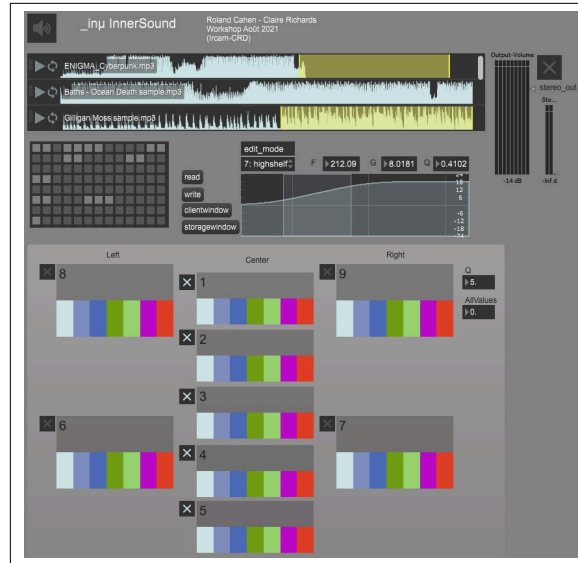 _inμ InnerSound
Roland Cahen - Claire Richards
Workshop Août 2021
(Ircam-CRD)
Output-Volume
ENIGMA_Cyberpunk.mp3
Baths - Ocean Death sample.mp3
Gilligan Moss sample.mp3
stereo_out
Ste...
-14 dB
-inf d
edit_mode
7: highshelf
F 212.09 G 8.0181 Q 0.4102
read
write
clientwindow
storagewindow
24
18
12
6
-6
-12
-18
-24
Left
Center
Right
8
1
9
Q
5.
AllValues
0.
2
3
6
7
4
5